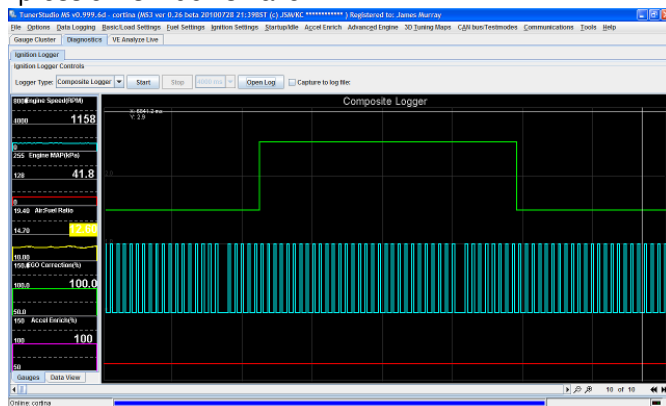 TunerStudio MS v0.999.6d - cortina (MS3 ver 0.26 beta 20100728 21:39BST (c) JSM/KC *********** ) Registered to: James Murray
File Options Data Logging Basic/Load Settings Fuel Settings Ignition Settings Startup/Idle Accel Enrich Advanced Engine 3D Tuning Maps CAN bus/Testmodes Communications Tools Help
Gauge Cluster Diagnostics VE Analyze Live
Ignition Logger
Ignition Logger Controls
Logger Type: Composite Logger Start Stop Open Log Capture to log file:
Composite Logger
Engine Speed(RPM)
4000 1158
0
Y: 2.9
255 Engine MAP(kPa)
128 41.8
0
2.0
19.40 Air:Fuel Ratio
14.70 12.60
10.00
EGO Correction(%)
100.0 100.0
50.0
150 Accel Enrich(%)
100 100
50
Gauges Data View
10 of 10
Online: cortina